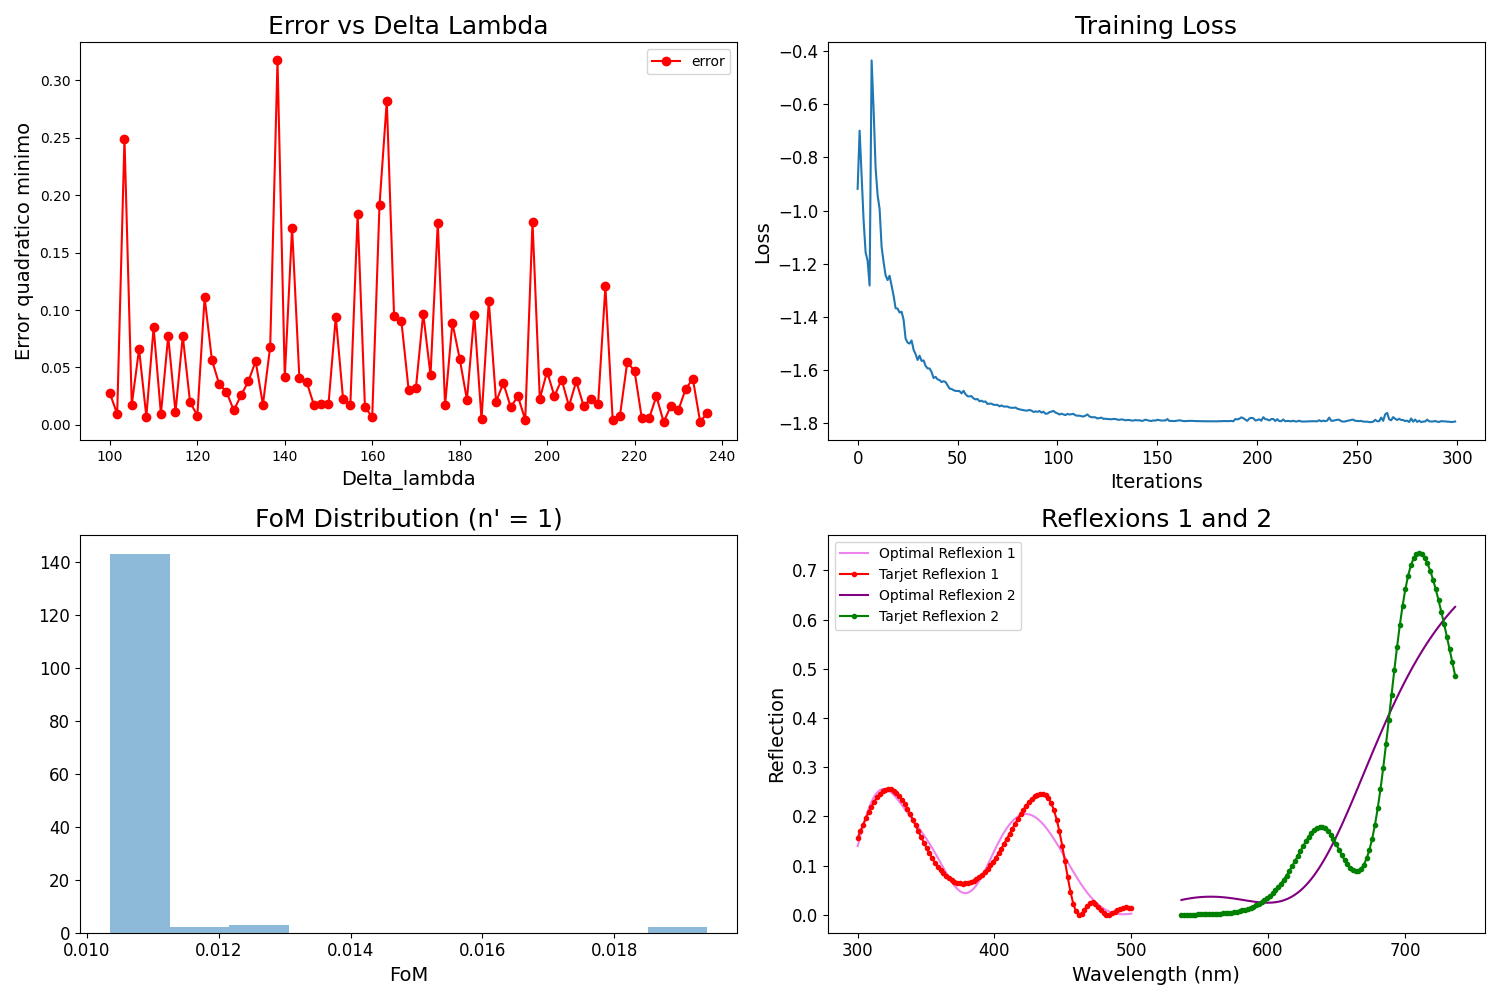 Error vs Delta Lambda
error
Error quadratico minimo
0.30
0.25
0.20
0.15
0.10
0.05
0.00
100 120 140 160 180 200 220 240
Delta_lambda
Training Loss
Loss
−0.4
−0.6
−0.8
−1.0
−1.2
−1.4
−1.6
−1.8
0 50 100 150 200 250 300
Iterations
FoM Distribution (n' = 1)
140
120
100
80
60
40
20
0
0.010 0.012 0.014 0.016 0.018
FoM
Reflexions 1 and 2
Optimal Reflexion 1
Tarjet Reflexion 1
Optimal Reflexion 2
Tarjet Reflexion 2
Reflection
0.7
0.6
0.5
0.4
0.3
0.2
0.1
0.0
300 400 500 600 700
Wavelength (nm)